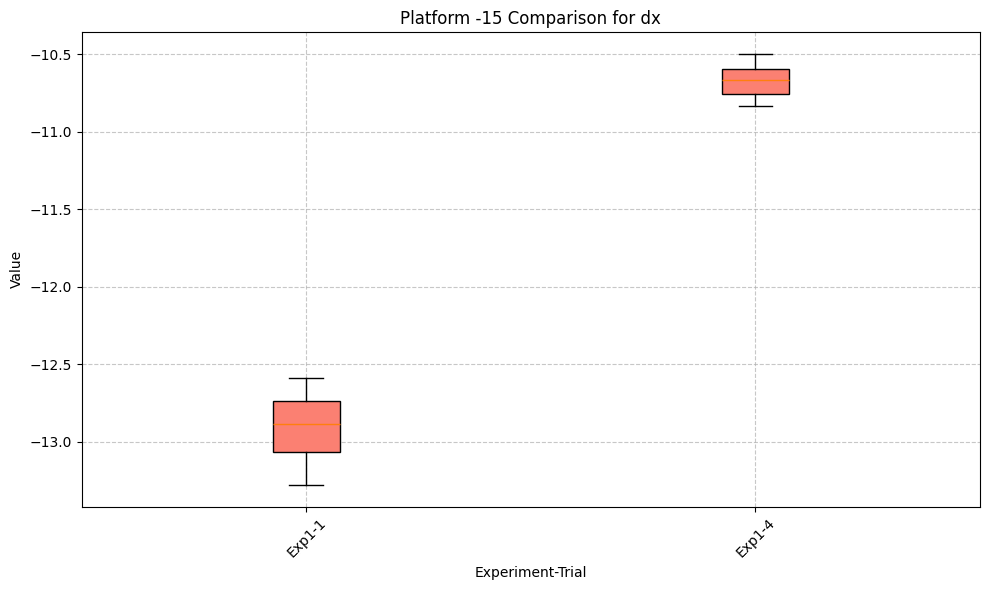 Platform -15 Comparison for dx
Value
−10.5
−11.0
−11.5
−12.0
−12.5
−13.0
Exp1-1
Exp1-4
Experiment-Trial